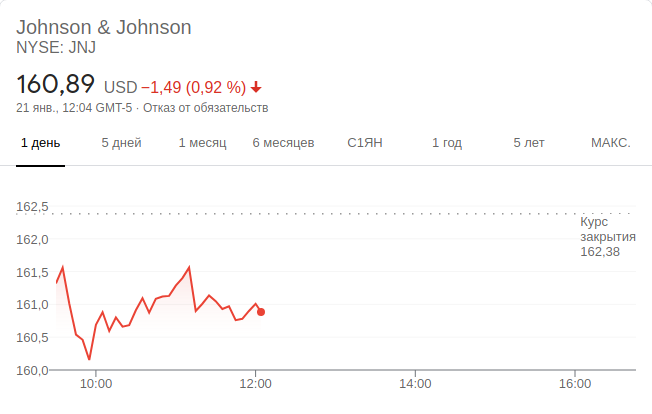 Johnson & Johnson
NYSE: JNJ
160,89 USD −1,49 (0,92 %)
21 янв., 12:04 GMT-5 · Отказ от обязательств
1 день 5 дней 1 месяц 6 месяцев С1ЯН 1 год 5 лет МАКС.
162,5
Курс
закрытия
162,38
162,0
161,5
161,0
160,5
160,0
10:00 12:00 14:00 16:00